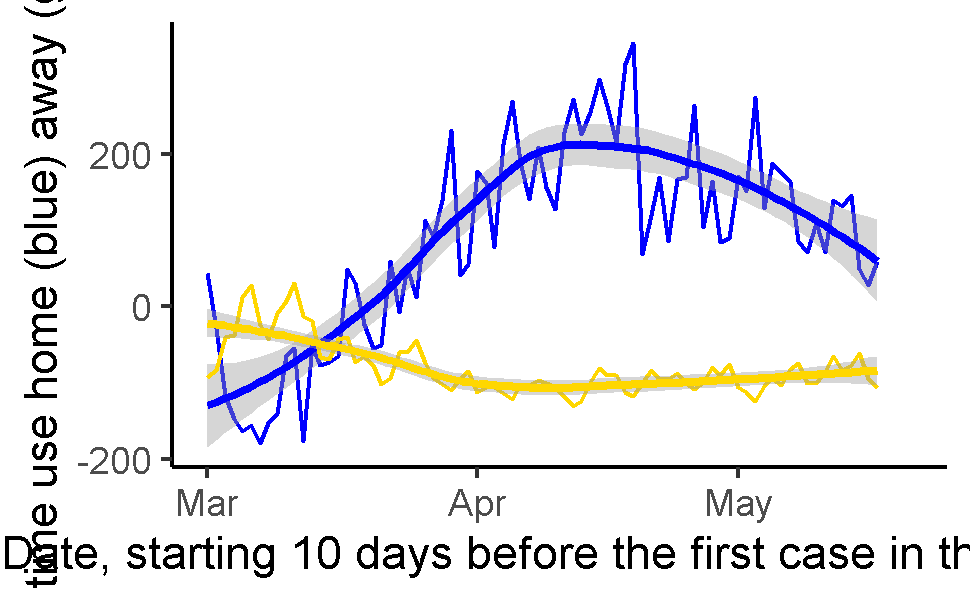 time use home (blue) away (
200
0
-200
Mar Apr May
Date, starting 10 days before the first case in th